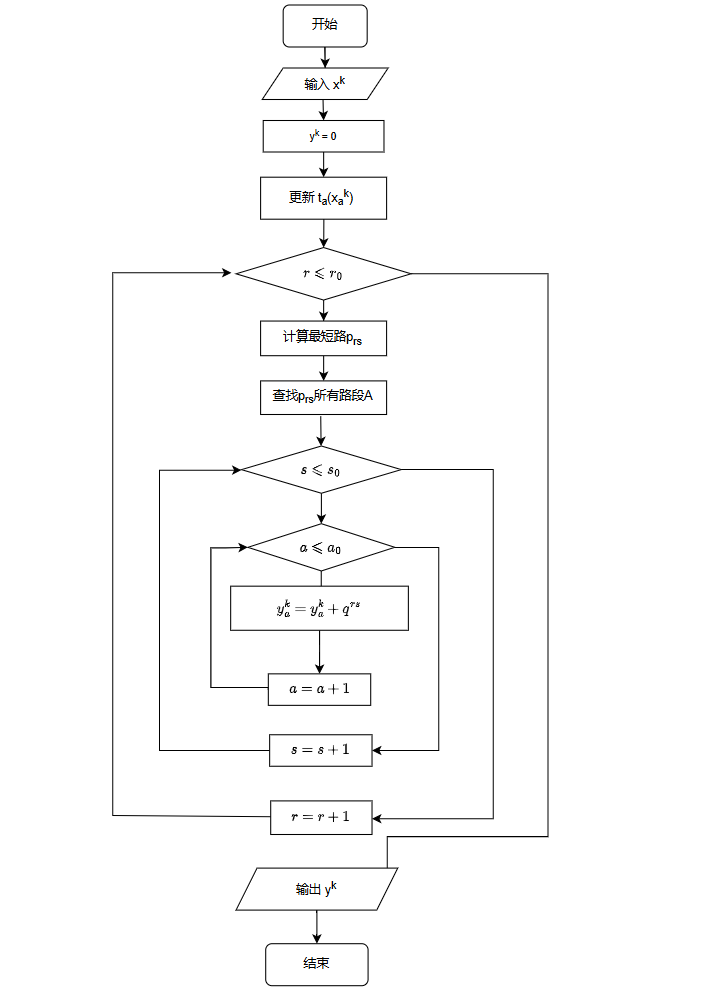 开始
输入 x^k
y^k = 0
更新 t_a(x_a^k)
r ⩽ r_0
计算最短路p_rs
查找p_rs所有路段A
s ⩽ s_0
a ⩽ a_0
y_a^k = y_a^k + q^rs
a = a + 1
s = s + 1
r = r + 1
输出 y^k
结束